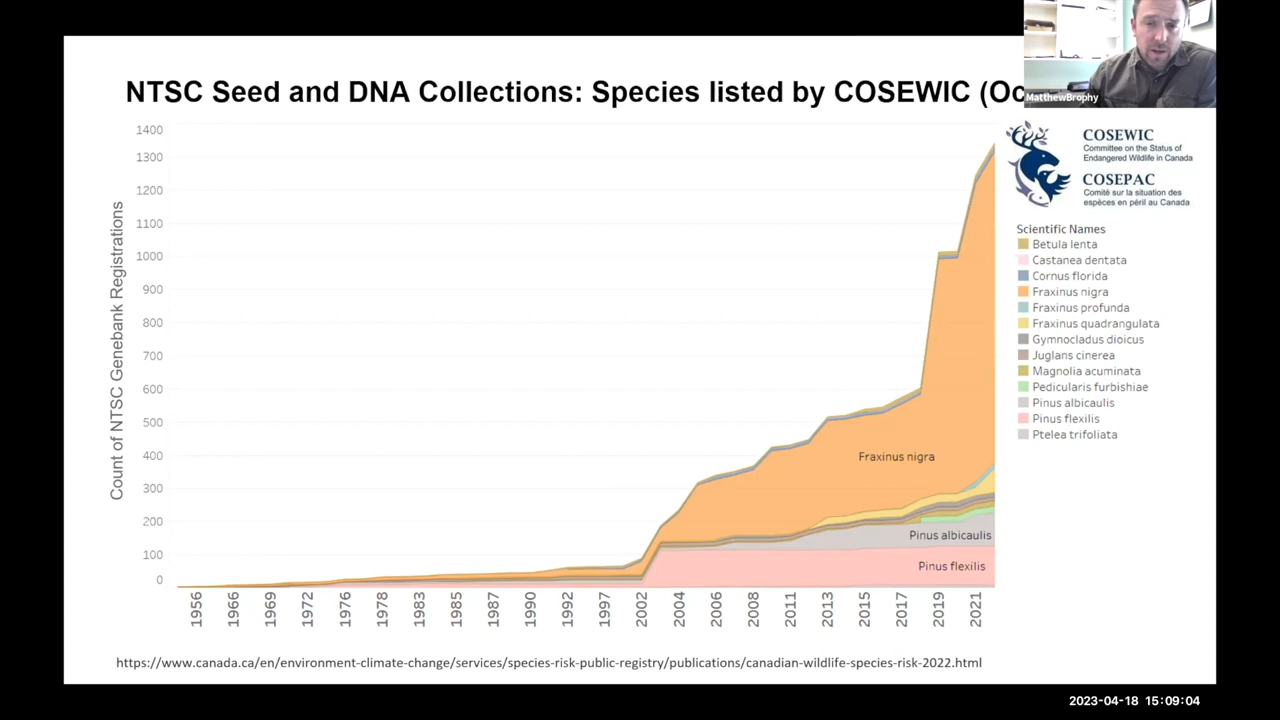 NTSC Seed and DNA Collections: Species listed by COSEWIC (Oc
MatthewBrophy
COSEWIC
Committee on the Status of
Endangered Wildlife in Canada
COSEPAC
Comité sur la situation des
espèces en péril au Canada
Count of NTSC Genebank Registrations
1400
1300
1200
1100
1000
900
800
700
600
500
400
300
200
100
0
Fraxinus nigra
Pinus albicaulis
Pinus flexilis
1956
1966
1969
1972
1976
1978
1983
1985
1987
1990
1992
1997
2002
2004
2006
2008
2011
2013
2015
2017
2019
2021
Scientific Names
Betula lenta
Castanea dentata
Cornus florida
Fraxinus nigra
Fraxinus profunda
Fraxinus quadrangulata
Gymnocladus dioicus
Juglans cinerea
Magnolia acuminata
Pedicularis furbishiae
Pinus albicaulis
Pinus flexilis
Ptelea trifoliata
https://www.canada.ca/en/environment-climate-change/services/species-risk-public-registry/publications/canadian-wildlife-species-risk-2022.html
2023-04-18 15:09:04